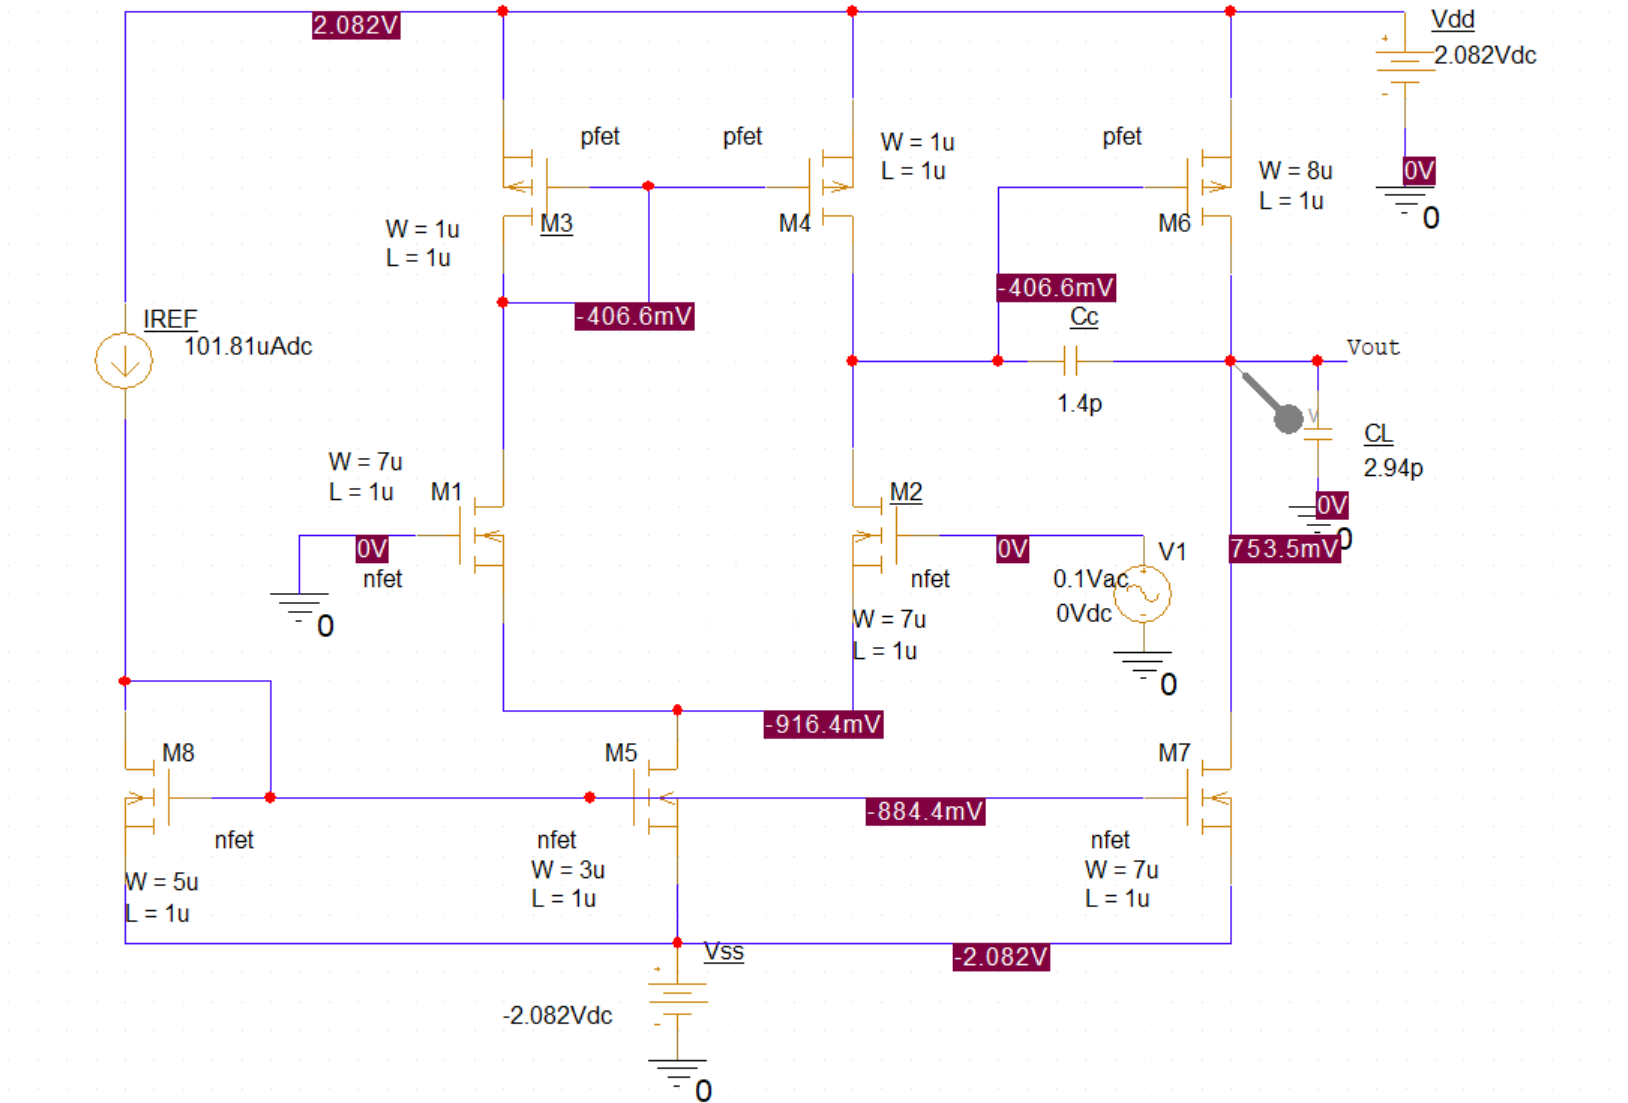 2.082V
Vdd
2.082Vdc
0V
0
pfet
pfet
pfet
W = 1u
L = 1u
W = 8u
L = 1u
M3
M4
M6
W = 1u
L = 1u
-406.6mV
-406.6mV
Cc
1.4p
IREF
101.81uAdc
Vout
V
CL
2.94p
0V
0
W = 7u
L = 1u
M1
M2
0V
nfet
0
0V
nfet
V1
0.1Vac
0Vdc
+
-
0
753.5mV
W = 7u
L = 1u
-916.4mV
M8
M5
M7
-884.4mV
nfet
nfet
nfet
W = 5u
L = 1u
W = 3u
L = 1u
W = 7u
L = 1u
Vss
-2.082V
-2.082Vdc
0